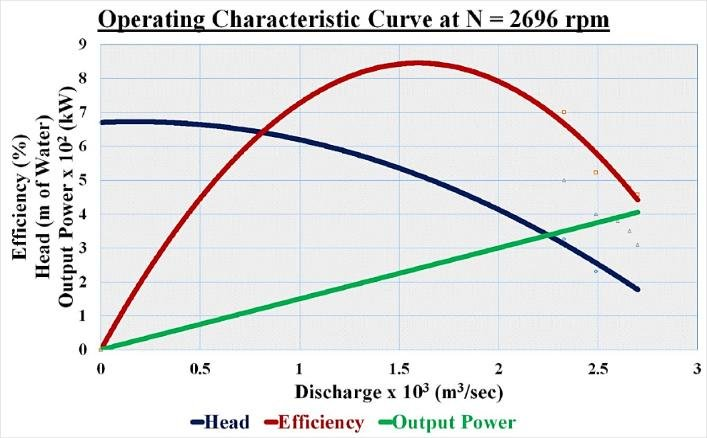 Operating Characteristic Curve at N = 2696 rpm
Efficiency (%)
Head (m of Water)
Output Power x 10² (kW)
9
8
7
6
5
4
3
2
1
0
0 0.5 1 1.5 2 2.5 3
Discharge x 10³ (m³/sec)
Head Efficiency Output Power